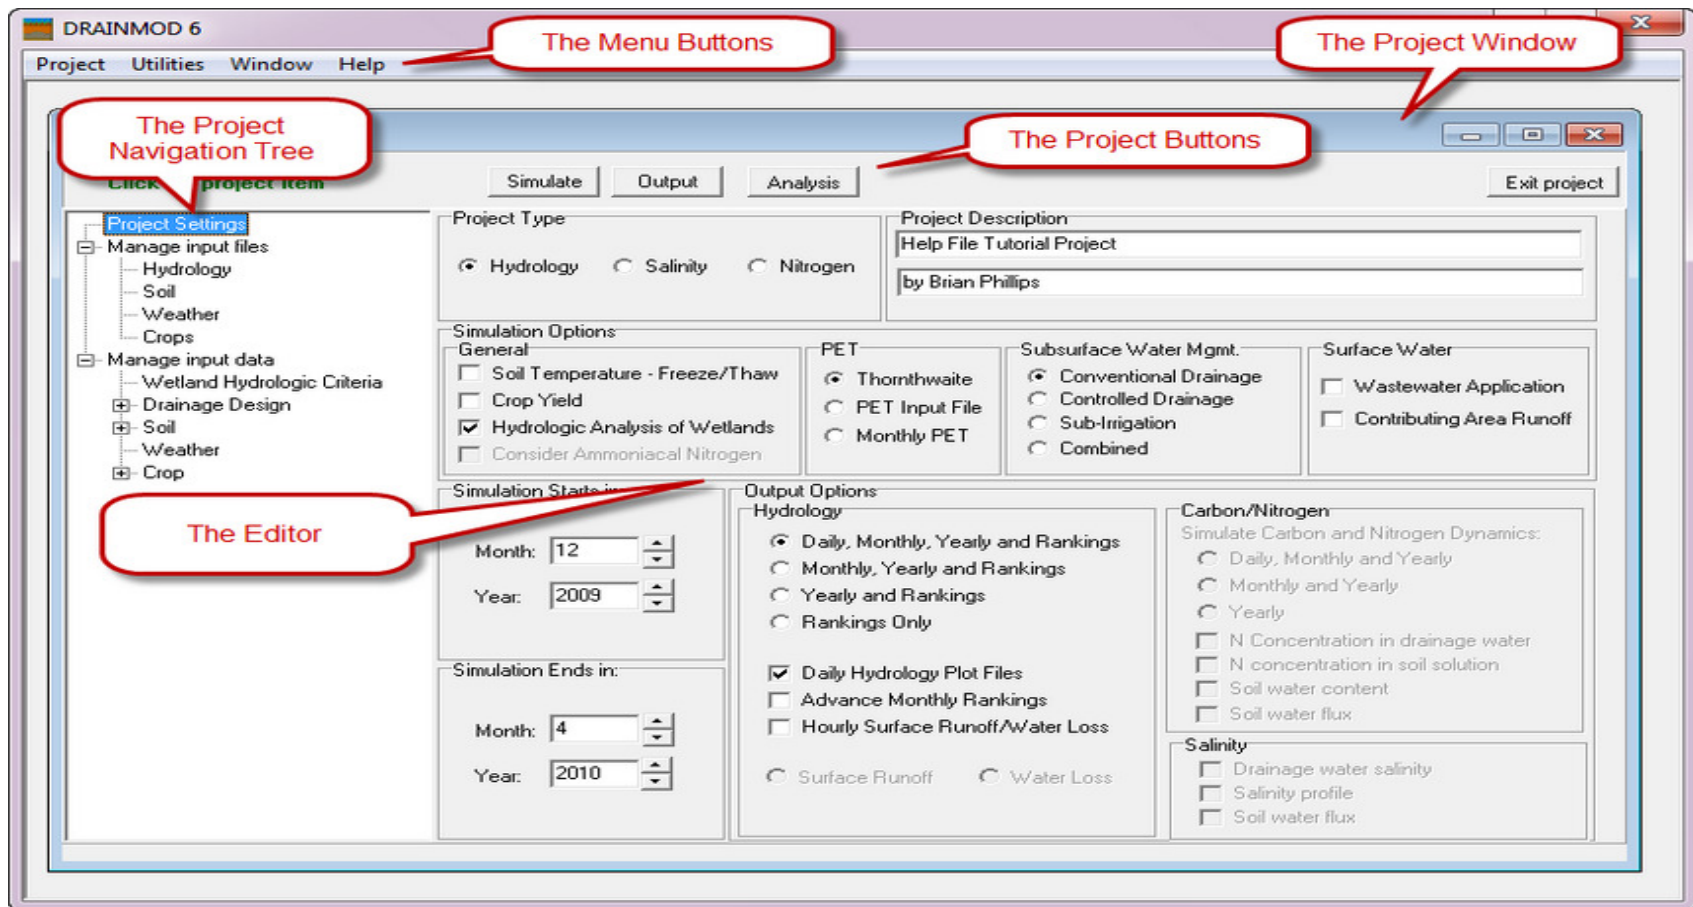 DRAINMOD 6
The Menu Buttons
The Project Window
Project Utilities Window Help
The Project
Navigation Tree
The Project Buttons
Click project item
Simulate Output Analysis Exit project
Project Settings
Manage input files
Hydrology
Soil
Weather
Crops
Manage input data
Wetland Hydrologic Criteria
Drainage Design
Soil
Weather
Crop
The Editor
Project Type
Hydrology Salinity Nitrogen
Project Description
Help File Tutorial Project
by Brian Phillips
Simulation Options
General
Soil Temperature - Freeze/Thaw
Crop Yield
Hydrologic Analysis of Wetlands
Consider Ammoniacal Nitrogen
PET
Thornthwaite
PET Input File
Monthly PET
Subsurface Water Mgmt.
Conventional Drainage
Controlled Drainage
Sub-Irrigation
Combined
Surface Water
Wastewater Application
Contributing Area Runoff
Simulation Starts in:
Month: 12
Year: 2009
Simulation Ends in:
Month: 4
Year: 2010
Output Options
Hydrology
Daily, Monthly, Yearly and Rankings
Monthly, Yearly and Rankings
Yearly and Rankings
Rankings Only
Daily Hydrology Plot Files
Advance Monthly Rankings
Hourly Surface Runoff/Water Loss
Surface Runoff Water Loss
Carbon/Nitrogen
Simulate Carbon and Nitrogen Dynamics:
Daily, Monthly and Yearly
Monthly and Yearly
Yearly
N Concentration in drainage water
N concentration in soil solution
Soil water content
Soil water flux
Salinity
Drainage water salinity
Salinity profile
Soil water flux